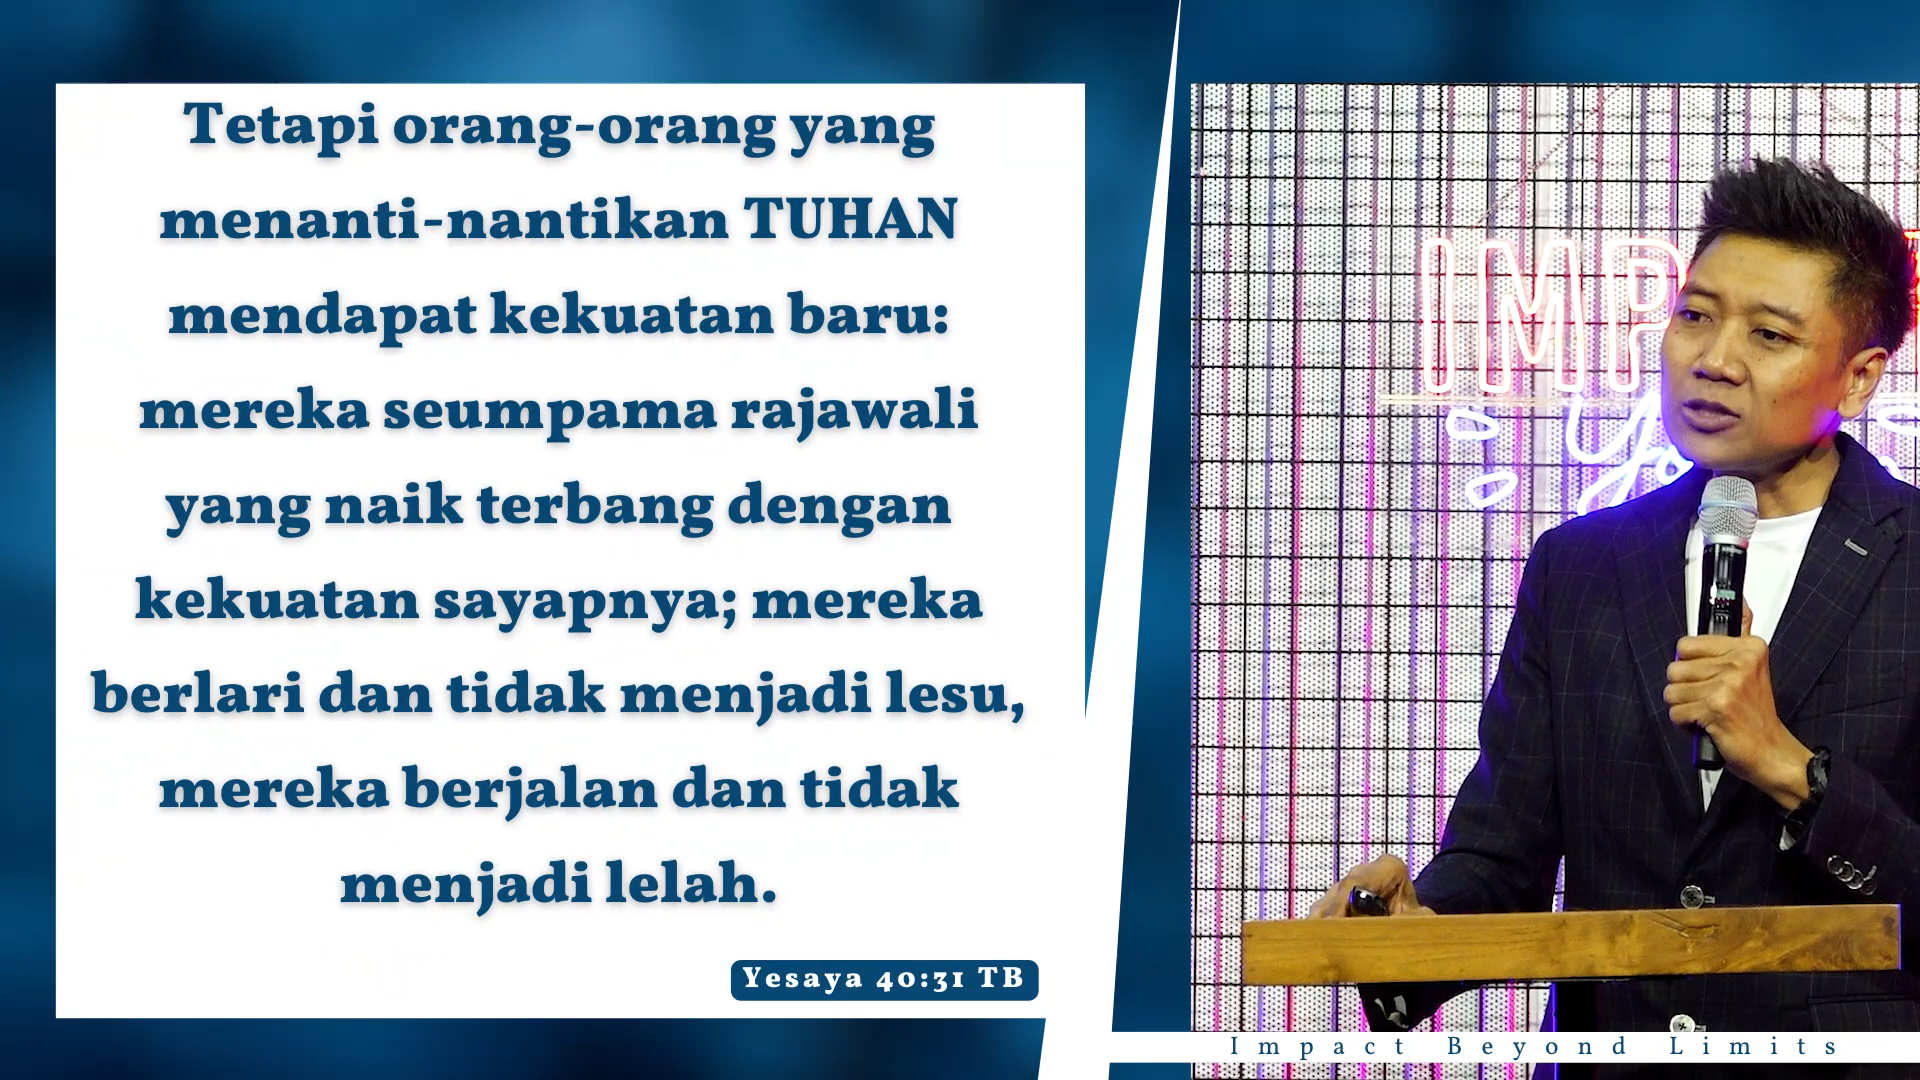 Tetapi orang-orang yang
menanti-nantikan TUHAN
mendapat kekuatan baru:
mereka seumpama rajawali
yang naik terbang dengan
kekuatan sayapnya; mereka
berlari dan tidak menjadi lesu,
mereka berjalan dan tidak
menjadi lelah.
Yesaya 40:31 TB
IMP
Yo
Impact Beyond Limits